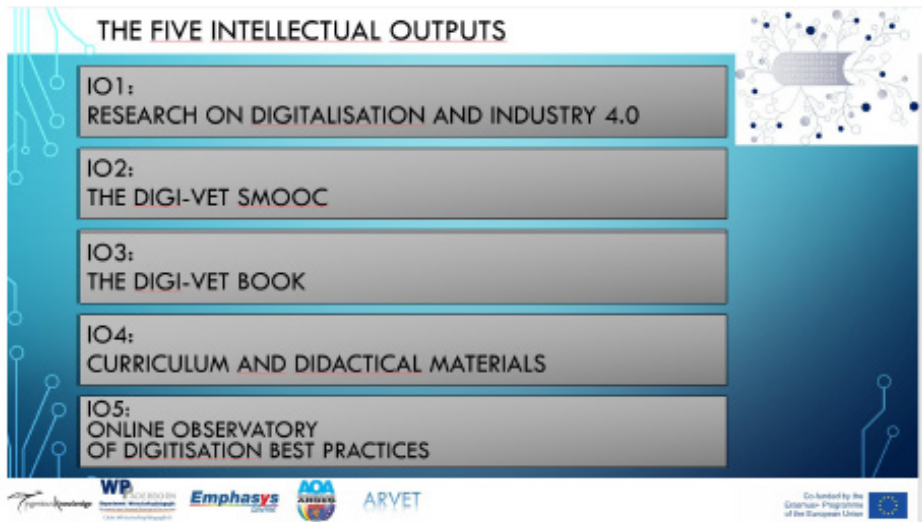 THE FIVE INTELLECTUAL OUTPUTS
IO1:
RESEARCH ON DIGITALISATION AND INDUSTRY 4.0
IO2:
THE DIGI-VET SMOOC
IO3:
THE DIGI-VET BOOK
IO4:
CURRICULUM AND DIDACTICAL MATERIALS
IO5:
ONLINE OBSERVATORY
OF DIGITISATION BEST PRACTICES
WP
Emphasys
CENTRE
ARVET
Co-funded by the
Erasmus+ Programme
of the European Union